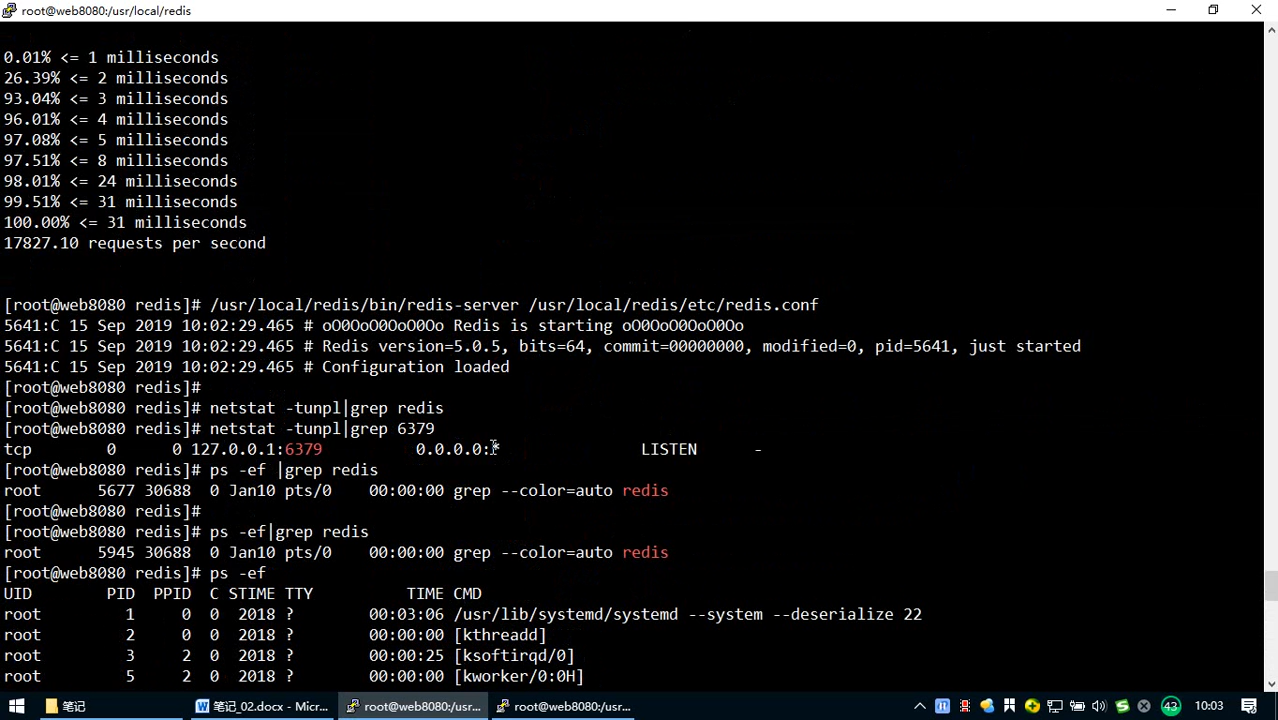 root@web8080:/usr/local/redis
0.01% <= 1 milliseconds
26.39% <= 2 milliseconds
93.04% <= 3 milliseconds
96.01% <= 4 milliseconds
97.08% <= 5 milliseconds
97.51% <= 8 milliseconds
98.01% <= 24 milliseconds
99.51% <= 31 milliseconds
100.00% <= 31 milliseconds
17827.10 requests per second
[root@web8080 redis]# /usr/local/redis/bin/redis-server /usr/local/redis/etc/redis.conf
5641:C 15 Sep 2019 10:02:29.465 # oO0OoO0OoO0Oo Redis is starting oO0OoO0OoO0Oo
5641:C 15 Sep 2019 10:02:29.465 # Redis version=5.0.5, bits=64, commit=00000000, modified=0, pid=5641, just started
5641:C 15 Sep 2019 10:02:29.465 # Configuration loaded
[root@web8080 redis]#
[root@web8080 redis]# netstat -tunpl|grep redis
[root@web8080 redis]# netstat -tunpl|grep 6379
tcp 0 0 127.0.0.1:6379 0.0.0.0:* LISTEN -
[root@web8080 redis]# ps -ef |grep redis
root 5677 30688 0 Jan10 pts/0 00:00:00 grep --color=auto redis
[root@web8080 redis]#
[root@web8080 redis]# ps -ef|grep redis
root 5945 30688 0 Jan10 pts/0 00:00:00 grep --color=auto redis
[root@web8080 redis]# ps -ef
UID PID PPID C STIME TTY TIME CMD
root 1 0 0 2018 ? 00:03:06 /usr/lib/systemd/systemd --system --deserialize 22
root 2 0 0 2018 ? 00:00:00 [kthreadd]
root 3 2 0 2018 ? 00:00:25 [ksoftirqd/0]
root 5 2 0 2018 ? 00:00:00 [kworker/0:0H]
笔记 笔记_02.docx - Micr... root@web8080:/usr... root@web8080:/usr... 43 10:03